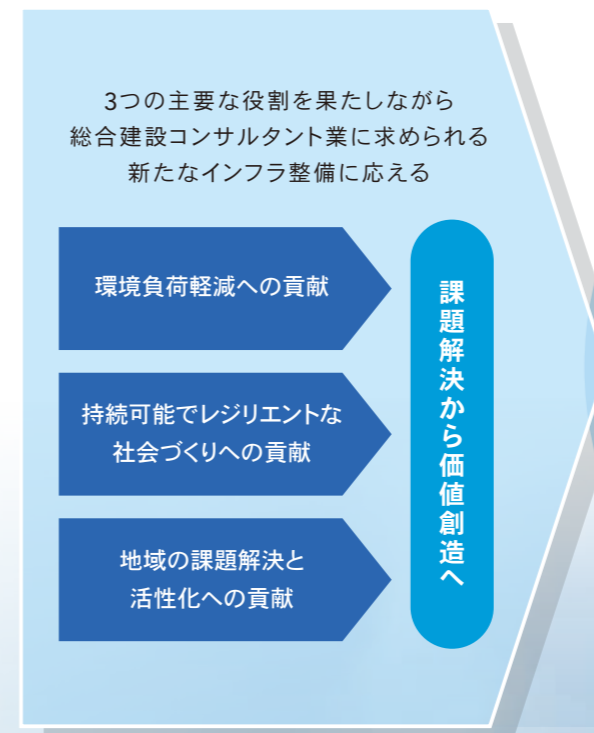 3つの主要な役割を果たしながら
総合建設コンサルタント業に求められる
新たなインフラ整備に応える
環境負荷軽減への貢献
持続可能でレジリエントな
社会づくりへの貢献
地域の課題解決と
活性化への貢献
課題解決から価値創造へ